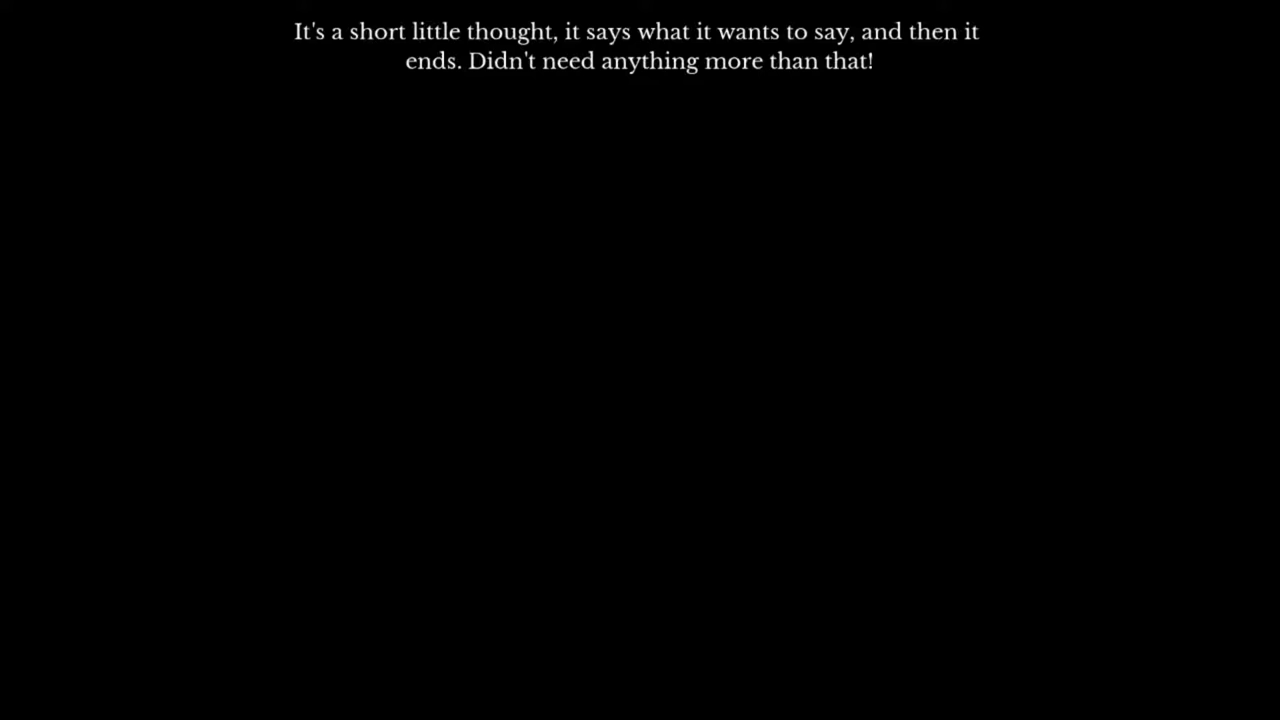 It's a short little thought, it says what it wants to say, and then it
ends. Didn't need anything more than that!